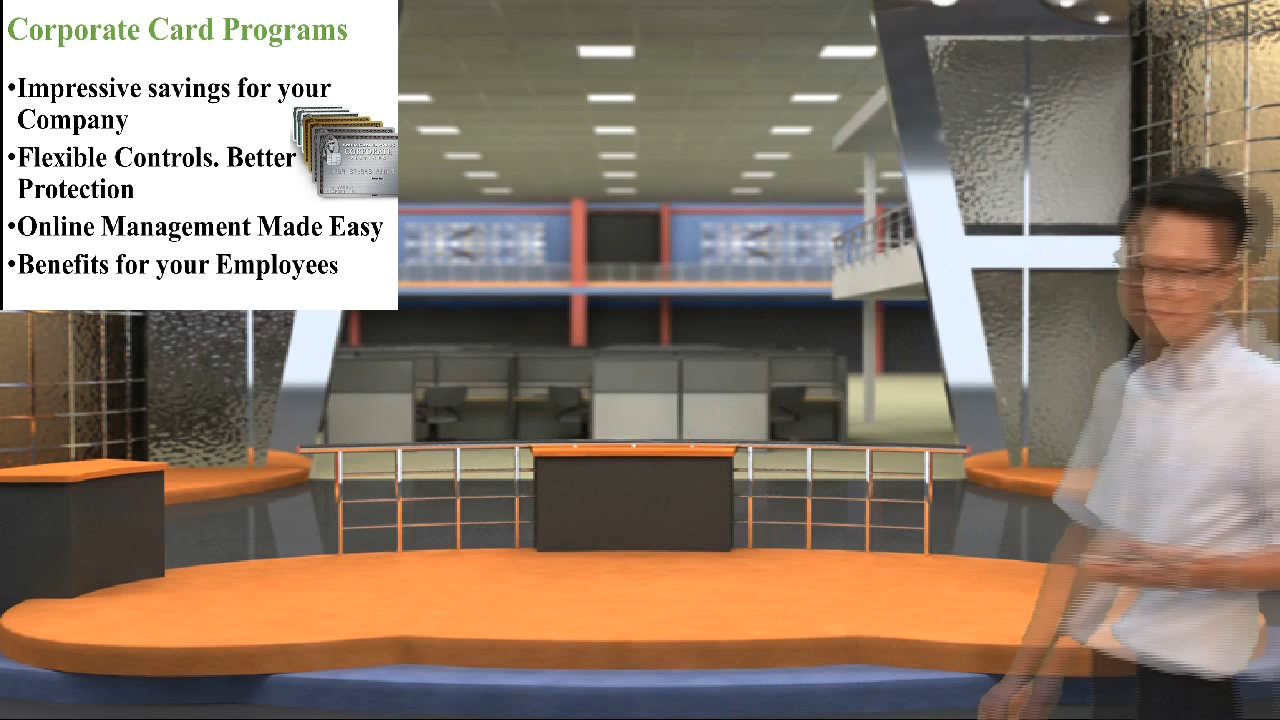 Corporate Card Programs
•Impressive savings for your
Company
•Flexible Controls. Better
Protection
•Online Management Made Easy
•Benefits for your Employees
CORPORATE